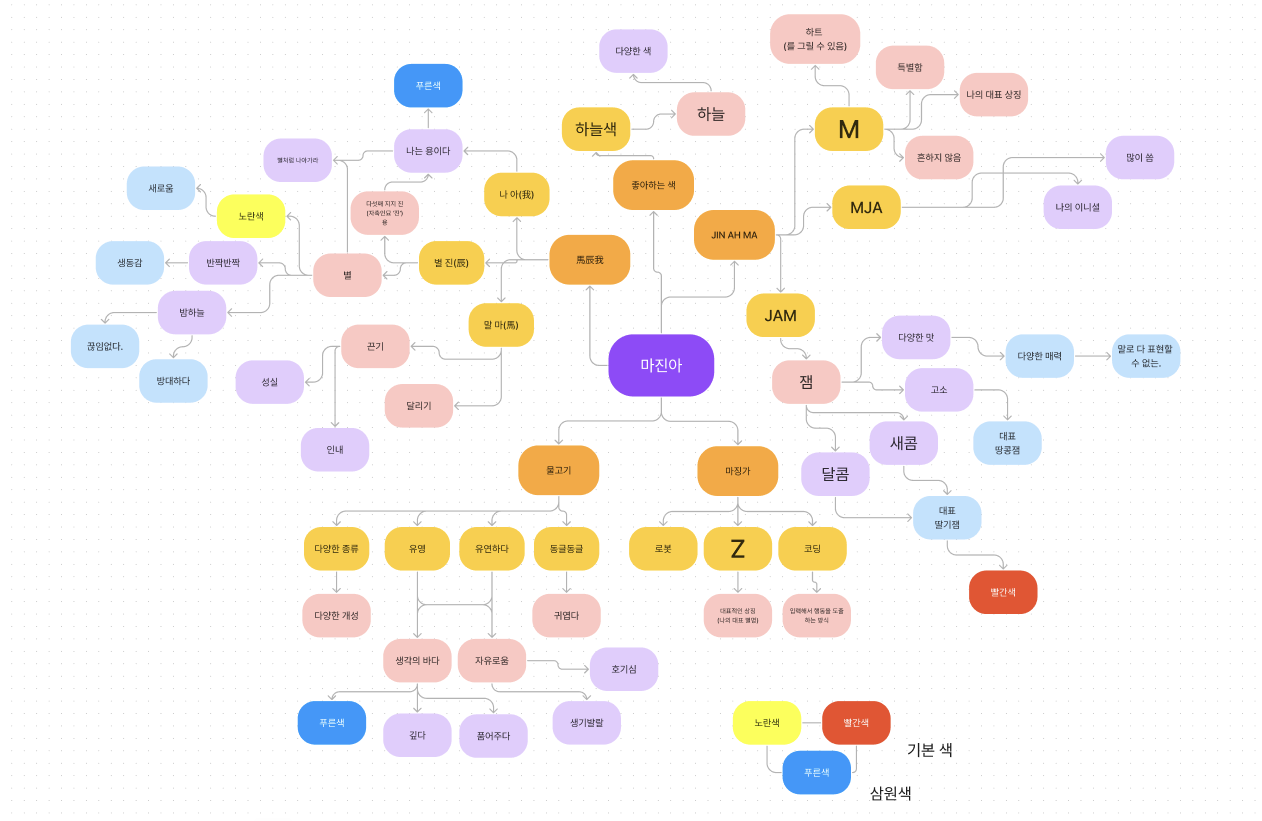 하트
(를 그릴 수 있음)
다양한 색
특별함
푸른색
나의 대표 상징
하늘
하늘색
M
나는 용이다
별처럼 나아가라
흔하지 않음
많이 씀
새로움
좋아하는 색
나 아(我)
다섯째 지지 진
(자축인묘 '진')
용
노란색
MJA
나의 이니셜
JIN AH MA
생동감
반짝반짝
별
별 진(辰)
馬辰我
밤하늘
JAM
말 마(馬)
끊임없다.
끈기
다양한 맛
다양한 매력
말로 다 표현할
수 없는.
마진아
방대하다
성실
잼
고소
달리기
인내
새콤
대표
땅콩잼
물고기
마징가
달콤
대표
딸기잼
다양한 종류
유영
유연하다
동글동글
로봇
Z
코딩
빨간색
다양한 개성
귀엽다
대표적인 상징
(나의 대표 별명)
입력해서 행동을 도출
하는 방식
생각의 바다
자유로움
호기심
푸른색
깊다
품어주다
생기발랄
노란색
빨간색
기본 색
푸른색
삼원색